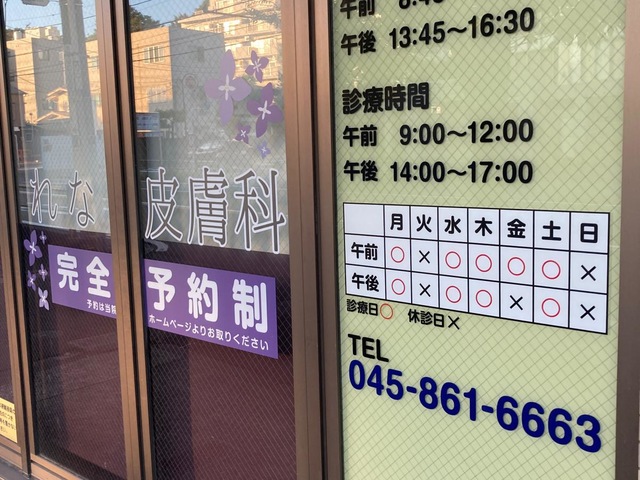 れな 皮膚科
完全予約制
ホームページよりお取りください
午後 13:45～16:30
診療時間
午前 9:00～12:00
午後 14:00～17:00
月 火 水 木 金 土 日
午前 ○ × ○ ○ ○ ○ ×
午後 ○ × ○ ○ × ○ ×
診療日○ 休診日×
TEL
045-861-6663